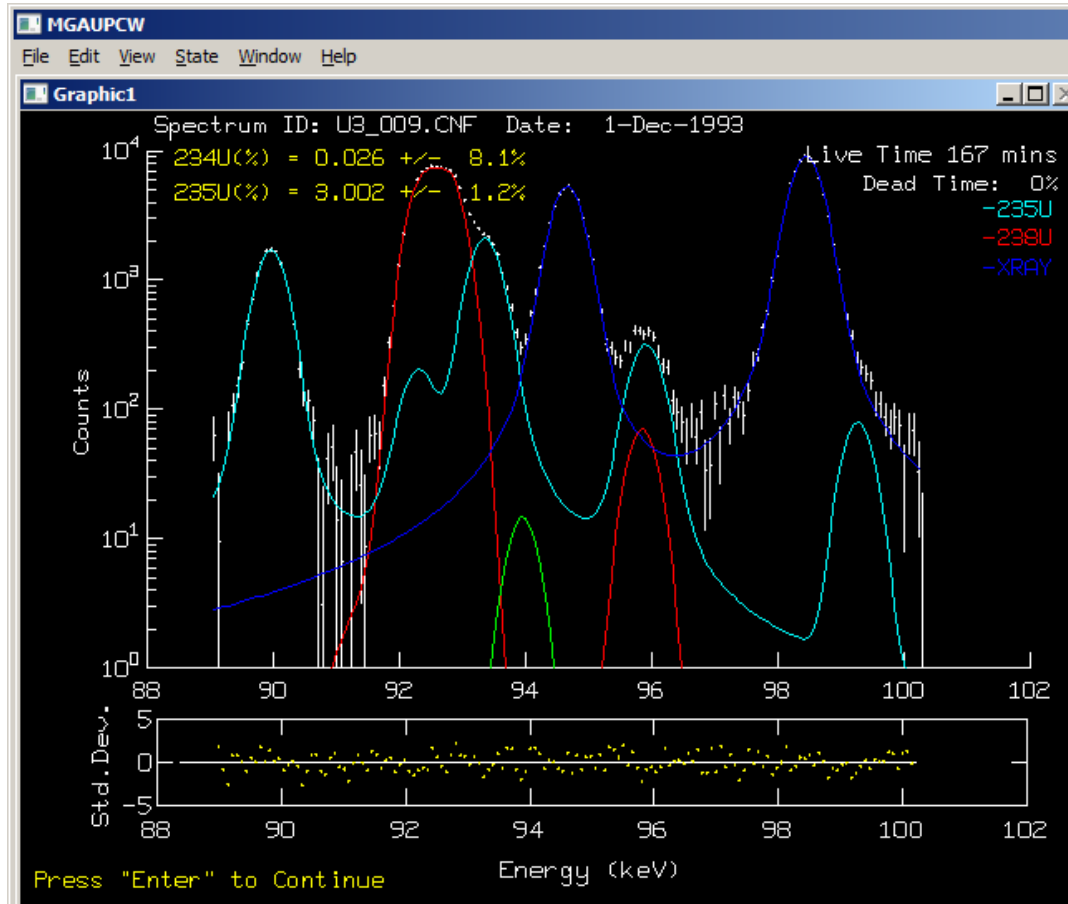 MGAUPCW
File Edit View State Window Help
Graphic1
Spectrum ID: U3_009.CNF Date: 1-Dec-1993
234U(%) = 0.026 +/- 8.1%
235U(%) = 3.002 +/- 1.2%
Live Time 167 mins
Dead Time: 0%
-235U
-238U
-XRAY
Counts
10^4
10^3
10^2
10^1
10^0
88 90 92 94 96 98 100 102
Std.Dev.
5
0
-5
88 90 92 94 96 98 100 102
Energy (keV)
Press "Enter" to Continue